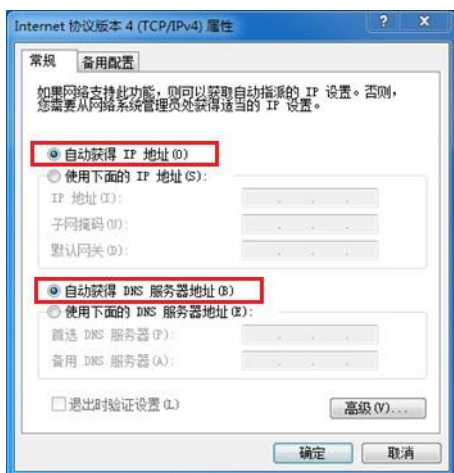 Internet 协议版本 4 (TCP/IPv4) 属性
? X
常规 备用配置
如果网络支持此功能，则可以获取自动指派的 IP 设置。否则，
您需要从网络系统管理员处获得适当的 IP 设置。
自动获得 IP 地址(O)
使用下面的 IP 地址(S):
IP 地址(I):
子网掩码(U):
默认网关(D):
自动获得 DNS 服务器地址(B)
使用下面的 DNS 服务器地址(E):
首选 DNS 服务器(P):
备用 DNS 服务器(A):
退出时验证设置(L)
高级(V)...
确定 取消